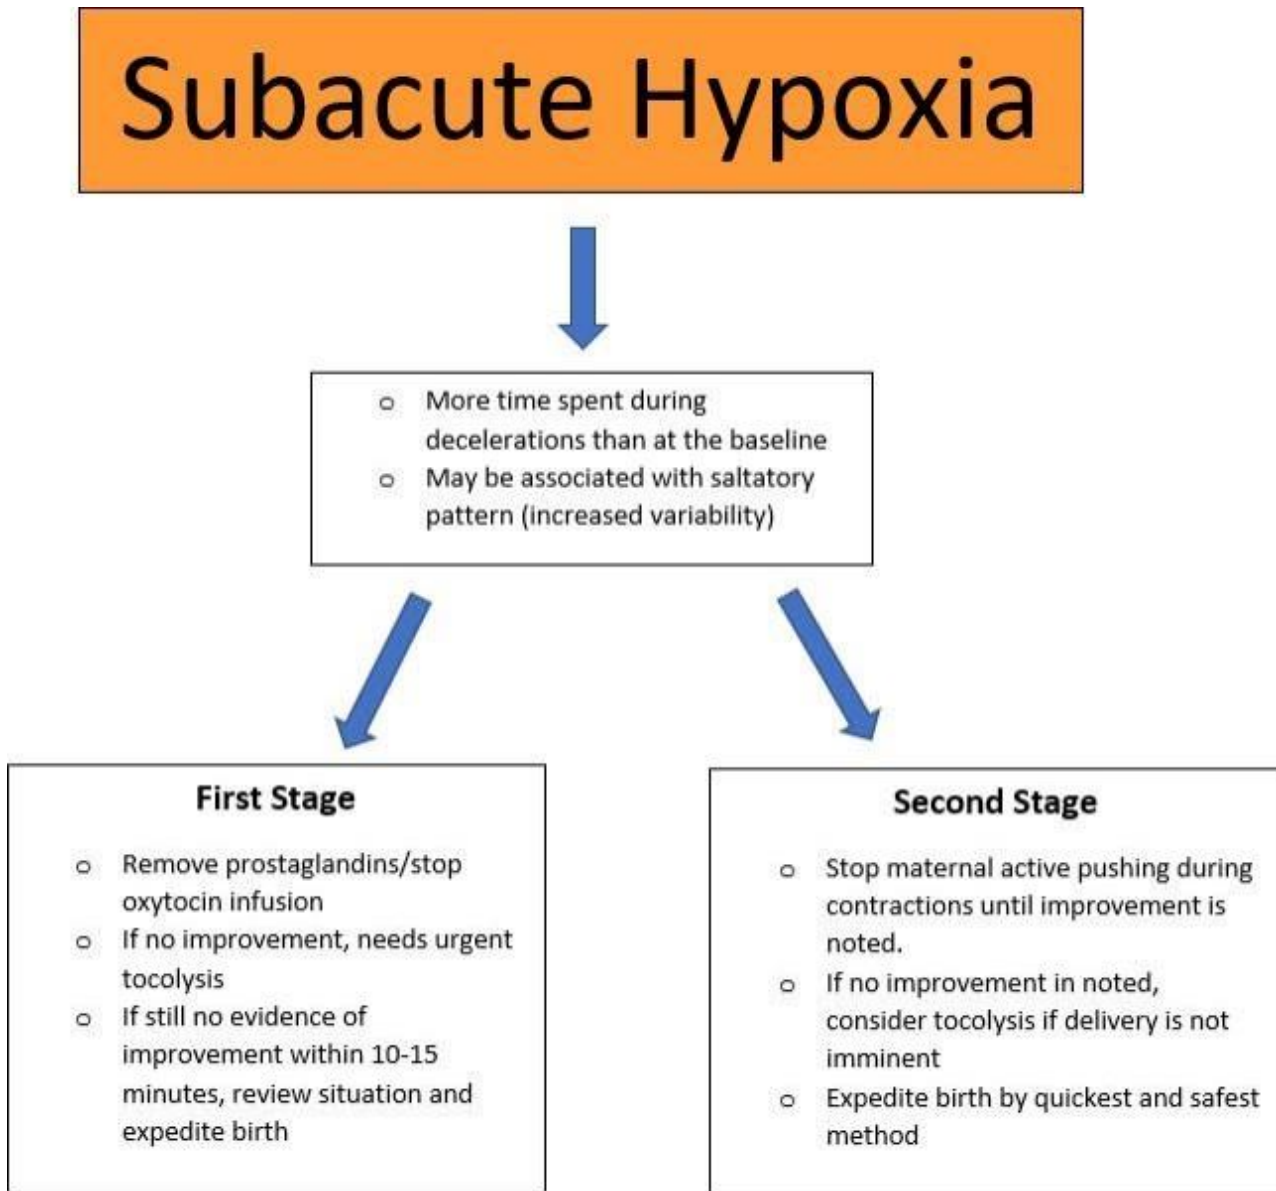 Subacute Hypoxia
o More time spent during
decelerations than at the baseline
o May be associated with saltatory
pattern (increased variability)
First Stage
o Remove prostaglandins/stop
oxytocin infusion
o If no improvement, needs urgent
tocolysis
o If still no evidence of
improvement within 10-15
minutes, review situation and
expedite birth
Second Stage
o Stop maternal active pushing during
contractions until improvement is
noted.
o If no improvement in noted,
consider tocolysis if delivery is not
imminent
o Expedite birth by quickest and safest
method